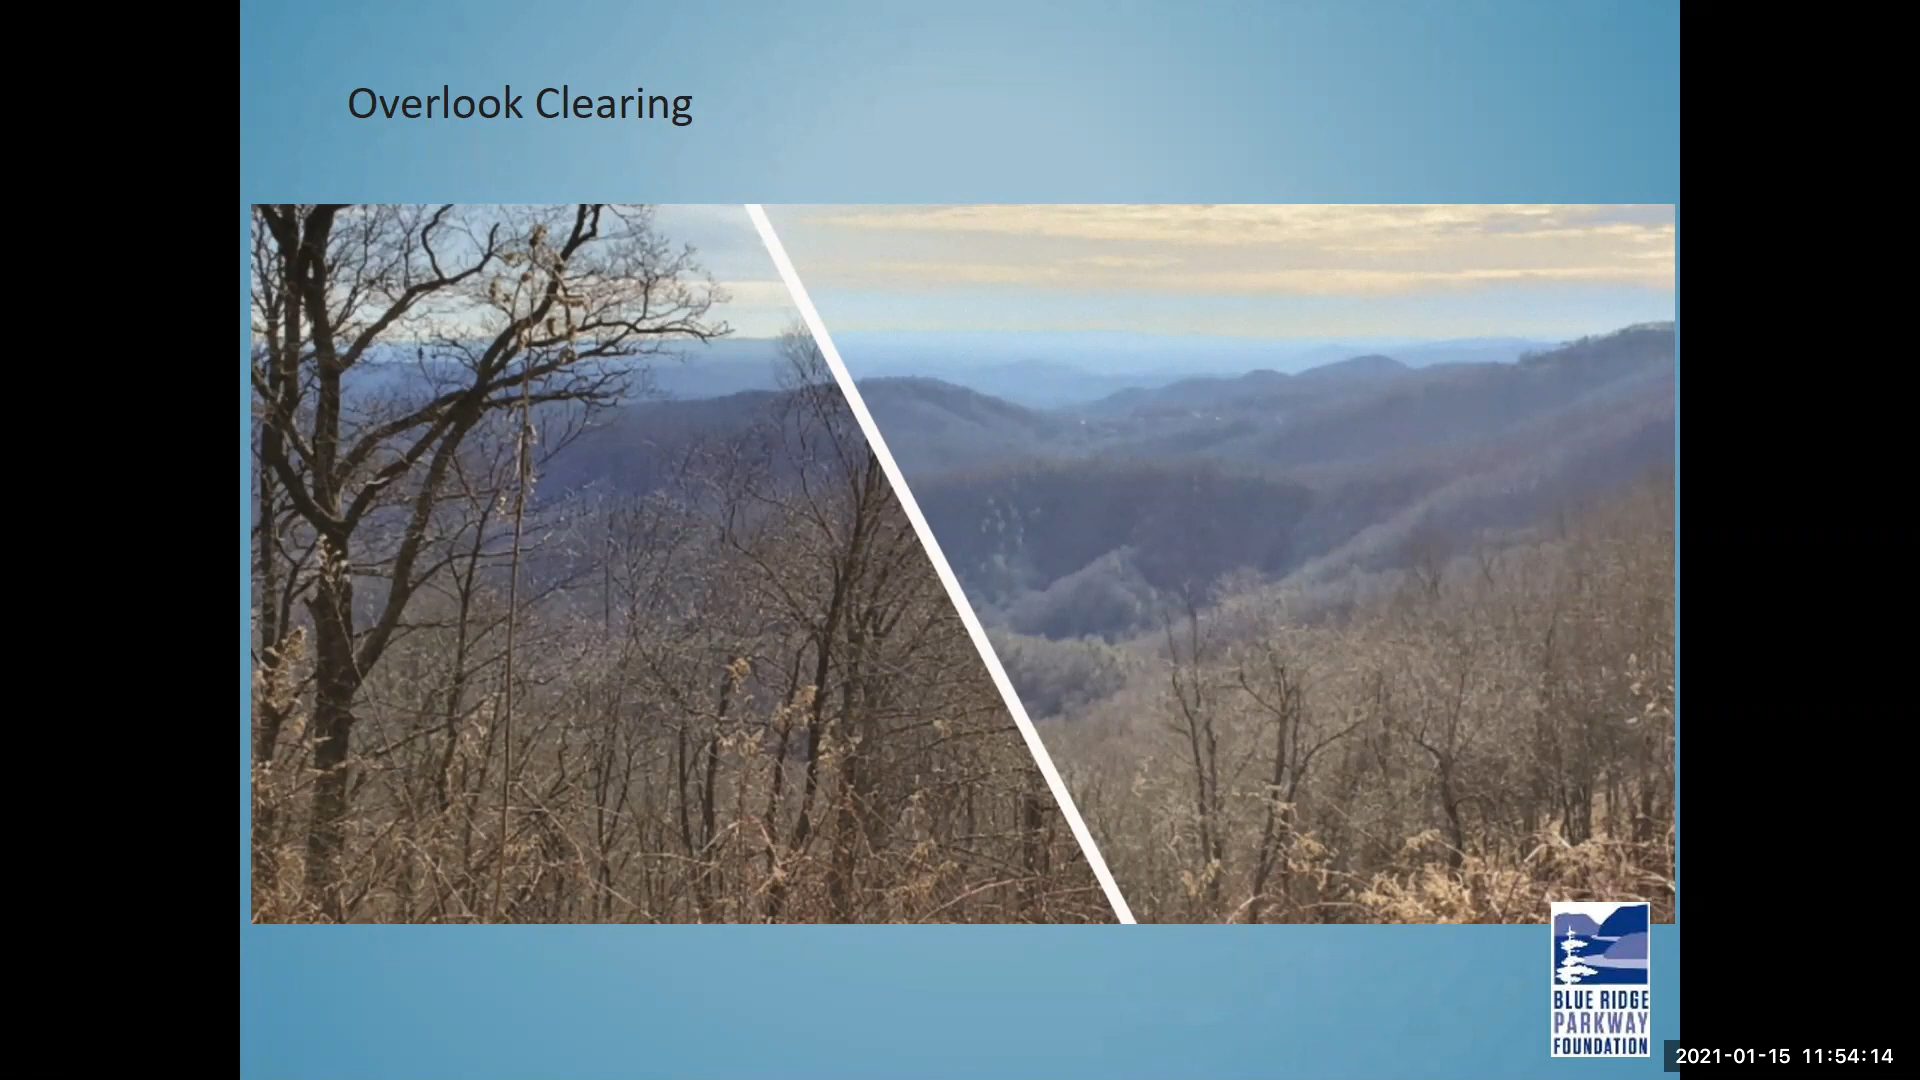 Overlook Clearing
BLUE RIDGE
PARKWAY
FOUNDATION
2021-01-15 11:54:14